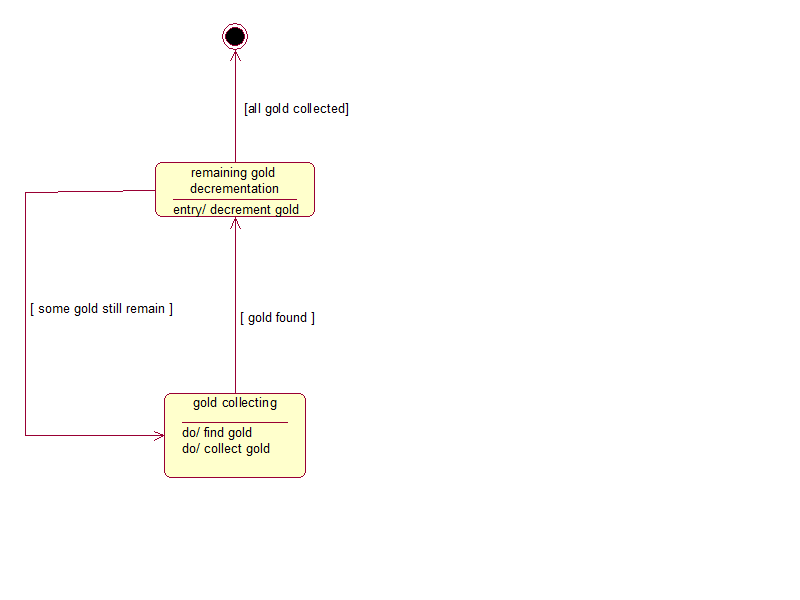 [all gold collected]
remaining gold
decrementation
entry/ decrement gold
[ some gold still remain ]
[ gold found ]
gold collecting
do/ find gold
do/ collect gold